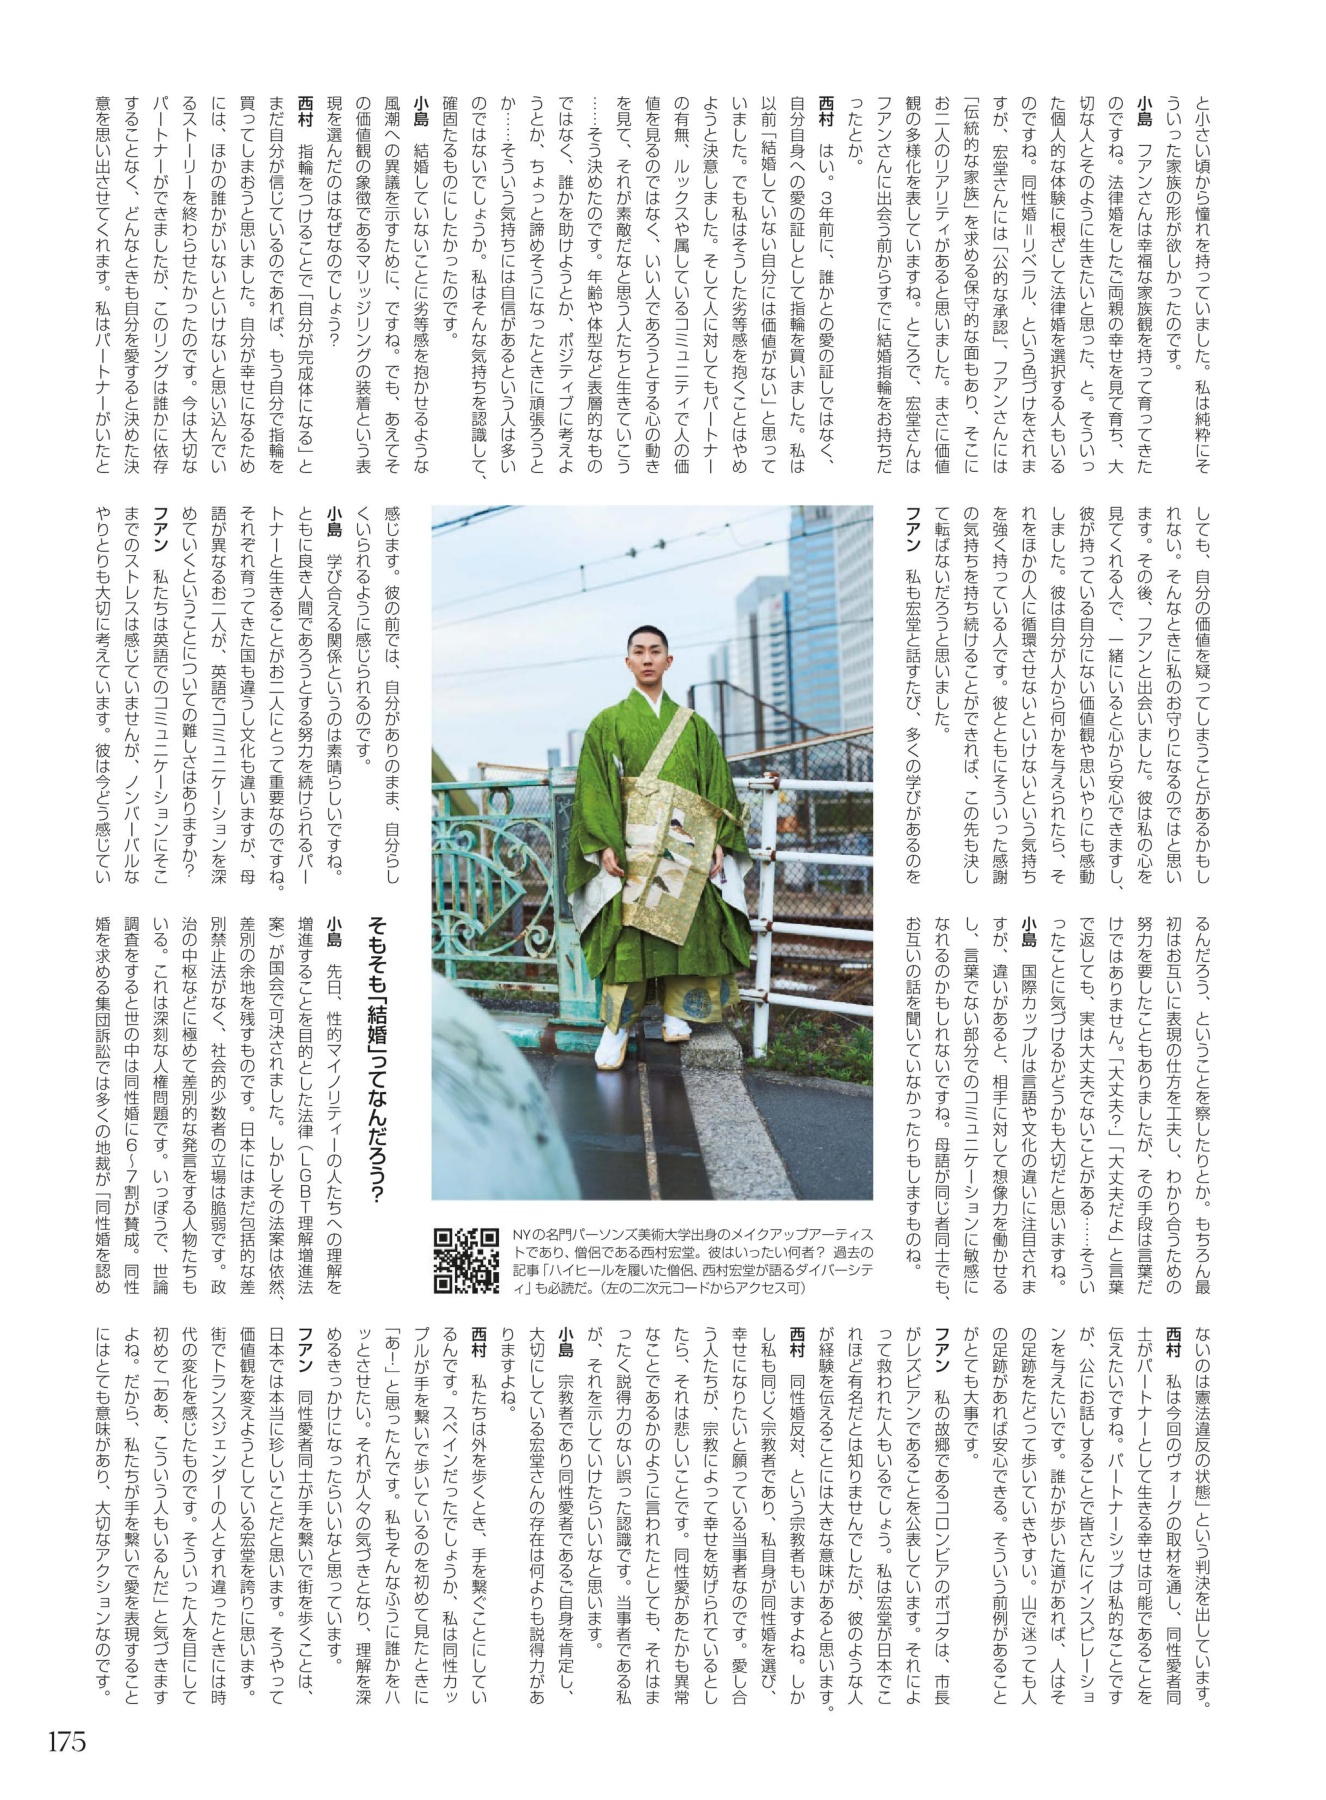 と小さい頃から憧れを持っていました。私は純粋にそ
ういった家族の形が欲しかったのです。
小島　フアンさんは幸福な家族観を持って育ってきた
のですね。法律婚をしたご両親の幸せを見て育ち、大
切な人とそのように生きたいと思った、と。そういっ
た個人的な体験に根ざして法律婚を選択する人もいる
のですね。同性婚＝リベラル、という色づけをされま
すが、宏堂さんには「公的な承認」、フアンさんには
「伝統的な家族」を求める保守的な面もあり、そこに
お二人のリアリティがあると思いました。まさに価値
観の多様化を表していますね。ところで、宏堂さんは
フアンさんに出会う前からすでに結婚指輪をお持ちだ
ったとか。
西村　はい。3年前に、誰かとの愛の証しではなく、
自分自身への愛の証しとして指輪を買いました。私は
以前「結婚していない自分には価値がない」と思って
いました。でも私はそうした劣等感を抱くことはやめ
ようと決意しました。そして人に対してもパートナー
の有無、ルックスや属しているコミュニティで人の価
値を見るのではなく、いい人であろうとする心の動き
を見て、それが素敵だなと思う人たちと生きていこう
……そう決めたのです。年齢や体型など表層的なもの
ではなく、誰かを助けようとか、ポジティブに考えよ
うとか、ちょっと諦めそうになったときに頑張ろうと
か……そういう気持ちには自信があるという人は多い
のではないでしょうか。私はそんな気持ちを認識して、
確固たるものにしたかったのです。
小島　結婚していないことに劣等感を抱かせるような
風潮への異議を示すために、ですね。でも、あえてそ
の価値観の象徴であるマリッジリングの装着という表
現を選んだのはなぜなのでしょう？
西村　指輪をつけることで「自分が完成体になる」と
まだ自分が信じているのであれば、もう自分で指輪を
買ってしまおうと思いました。自分が幸せになるため
には、ほかの誰かがいないといけないと思い込んでい
るストーリーを終わらせたかったのです。今は大切な
パートナーができましたが、このリングは誰かに依存
することなく、どんなときも自分を愛すると決めた決
意を思い出させてくれます。私はパートナーがいたと
しても、自分の価値を疑ってしまうことがあるかもし
れない。そんなときに私のお守りになるのではと思い
ます。その後、フアンと出会いました。彼は私の心を
見てくれる人で、一緒にいると心から安心できますし、
彼が持っている自分にない価値観や思いやりにも感動
しました。彼は自分が人から何かを与えられたら、そ
れをほかの人に循環させないといけないという気持ち
を強く持っている人です。彼とともにそういった感謝
の気持ちを持ち続けることができれば、この先も決し
て転ばないだろうと思いました。
フアン　私も宏堂と話すたび、多くの学びがあるのを
感じます。彼の前では、自分がありのまま、自分らし
くいられるように感じられるのです。
小島　学び合える関係というのは素晴らしいですね。
ともに良き人間であろうとする努力を続けられるパー
トナーと生きることがお二人にとって重要なのですね。
それぞれ育ってきた国も違うし文化も違いますが、母
語が異なるお二人が、英語でコミュニケーションを深
めていくということについての難しさはありますか？
フアン　私たちは英語でのコミュニケーションにそこ
までのストレスは感じていませんが、ノンバーバルな
やりとりも大切に考えています。彼は今どう感じてい
るんだろう、ということを察したりとか。もちろん最
初はお互いに表現の仕方を工夫し、わかり合うための
努力を要したこともありましたが、その手段は言葉だ
けではありません。「大丈夫？」「大丈夫だよ」と言葉
で返しても、実は大丈夫でないことがある……そうい
ったことに気づけるかどうかも大切だと思いますね。
小島　国際カップルは言語や文化の違いに注目されま
すが、違いがあると、相手に対して想像力を働かせる
し、言葉でない部分でのコミュニケーションに敏感に
なれるのかもしれないですね。母語が同じ者同士でも、
お互いの話を聞いていなかったりもしますものね。
NYの名門パーソンズ美術大学出身のメイクアップアーティス
トであり、僧侶である西村宏堂。彼はいったい何者？　過去の
記事「ハイヒールを履いた僧侶、西村宏堂が語るダイバーシテ
ィ」も必読だ。（左の二次元コードからアクセス可）
そもそも「結婚」ってなんだろう？
小島　先日、性的マイノリティーの人たちへの理解を
増進することを目的とした法律（LGBT理解増進法
案）が国会で可決されました。しかしその法案は依然、
差別の余地を残すものです。日本にはまだ包括的な差
別禁止法がなく、社会的少数者の立場は脆弱です。政
治の中枢などに極めて差別的な発言をする人物たちも
いる。これは深刻な人権問題です。いっぽうで、世論
調査をすると世の中は同性婚に6〜7割が賛成。同性
婚を求める集団訴訟では多くの地裁が「同性婚を認め
ないのは憲法違反の状態」という判決を出しています。
西村　私は今回のヴォーグの取材を通し、同性愛者同
士がパートナーとして生きる幸せは可能であることを
伝えたいですね。パートナーシップは私的なことです
が、公にお話しすることで皆さんにインスピレーショ
ンを与えたいです。誰かが歩いた道があれば、人はそ
の足跡をたどって歩いていきやすい。山で迷っても人
の足跡があれば安心できる。そういう前例があること
がとても大事です。
フアン　私の故郷であるコロンビアのボゴタは、市長
がレズビアンであることを公表しています。それによ
って救われた人もいるでしょう。私は宏堂が日本でこ
れほど有名だとは知りませんでしたが、彼のような人
が経験を伝えることには大きな意味があると思います。
西村　同性婚反対、という宗教者もいますよね。しか
し私も同じく宗教者であり、私自身が同性婚を選び、
幸せになりたいと願っている当事者なのです。愛し合
う人たちが、宗教によって幸せを妨げられているとし
たら、それは悲しいことです。同性愛があたかも異常
なことであるかのように言われたとしても、それはま
ったく説得力のない誤った認識です。当事者である私
が、それを示していけたらいいなと思います。
小島　宗教者であり同性愛者であるご自身を肯定し、
大切にしている宏堂さんの存在は何よりも説得力があ
りますよね。
西村　私たちは外を歩くとき、手を繋ぐことにしてい
るんです。スペインだったでしょうか、私は同性カッ
プルが手を繋いで歩いているのを初めて見たときに
「あ！」と思ったんです。私もそんなふうに誰かをハ
ッとさせたい。それが人々の気づきとなり、理解を深
めるきっかけになったらいいなと思っています。
フアン　同性愛者同士が手を繋いで街を歩くことは、
日本では本当に珍しいことだと思います。そうやって
価値観を変えようとしている宏堂を誇りに思います。
街でトランスジェンダーの人とすれ違ったときには時
代の変化を感じたものです。そういった人を目にして
初めて「ああ、こういう人もいるんだ」と気づきます
よね。だから、私たちが手を繋いで愛を表現すること
にはとても意味があり、大切なアクションなのです。
175